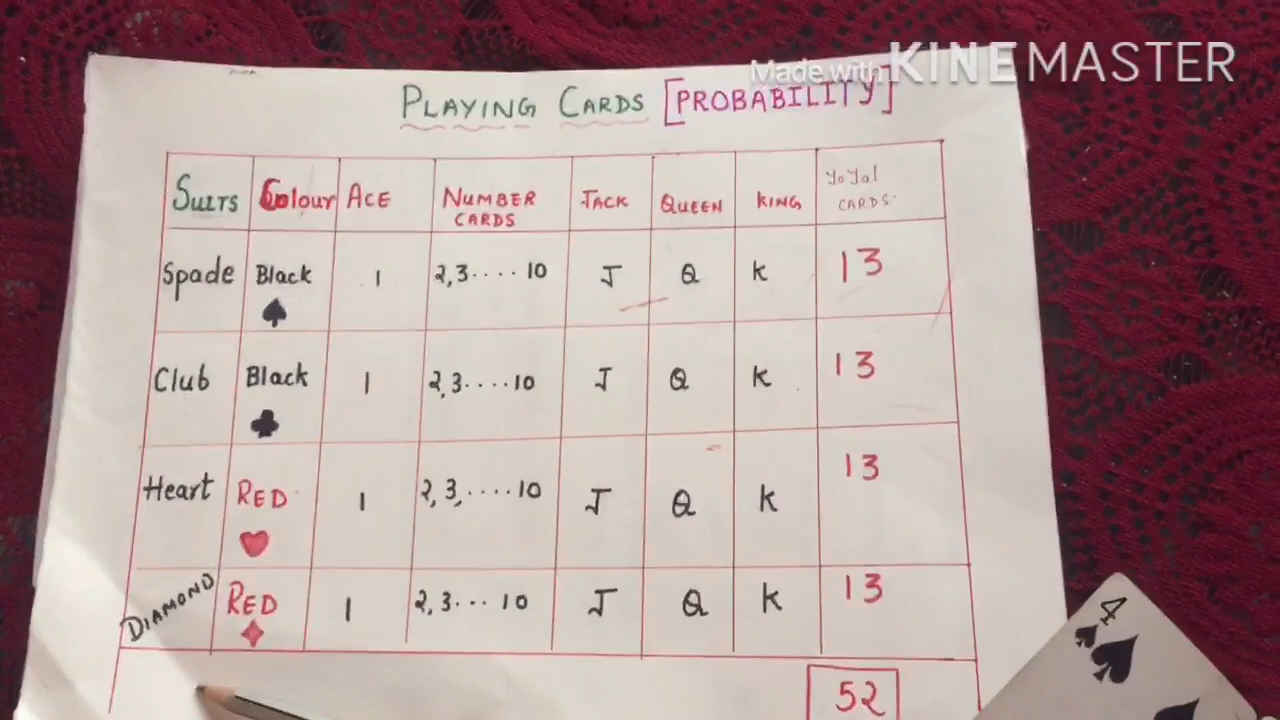 Made with KINEMASTER
PLAYING CARDS [PROBABILITY]
SUITS Colour ACE NUMBER CARDS JACK QUEEN KING ToTal CARDS
Spade Black 1 2,3.... 10 J Q K 13
Club Black 1 2,3....10 J Q K 13
Heart RED 1 2,3,....10 J Q K 13
DIAMOND RED 1 2,3... 10 J Q K 13
52
4